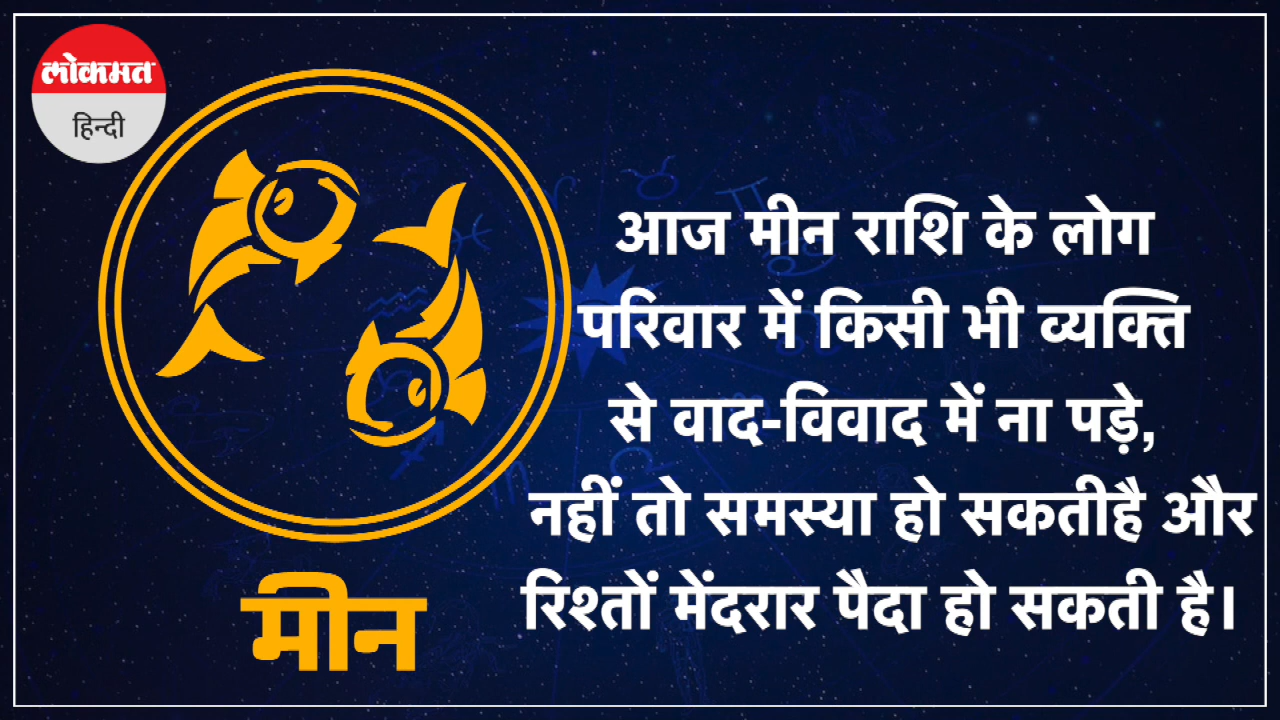 लोकमत
हिन्दी
आज मीन राशि के लोग
परिवार में किसी भी व्यक्ति
से वाद-विवाद में ना पड़े,
नहीं तो समस्या हो सकतीहै और
रिश्तों मेंदरार पैदा हो सकती है।
मीन